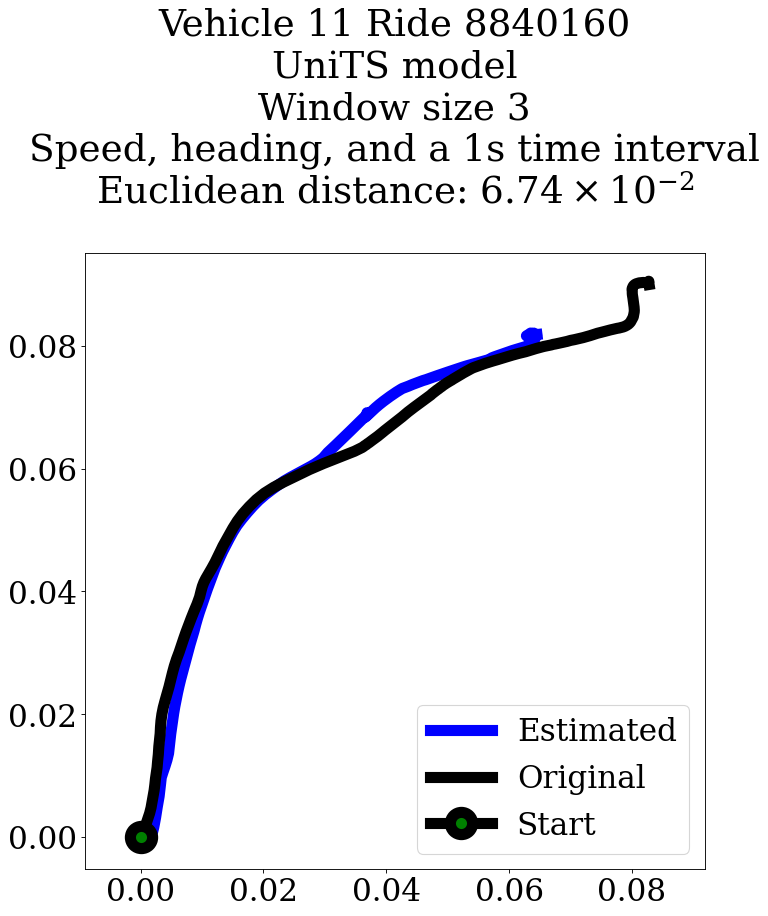 Vehicle 11 Ride 8840160
UniTS model
Window size 3
Speed, heading, and a 1s time interval
Euclidean distance: 6.74 × 10⁻²
0.08
0.06
0.04
0.02
0.00
Estimated
Original
Start
0.00 0.02 0.04 0.06 0.08